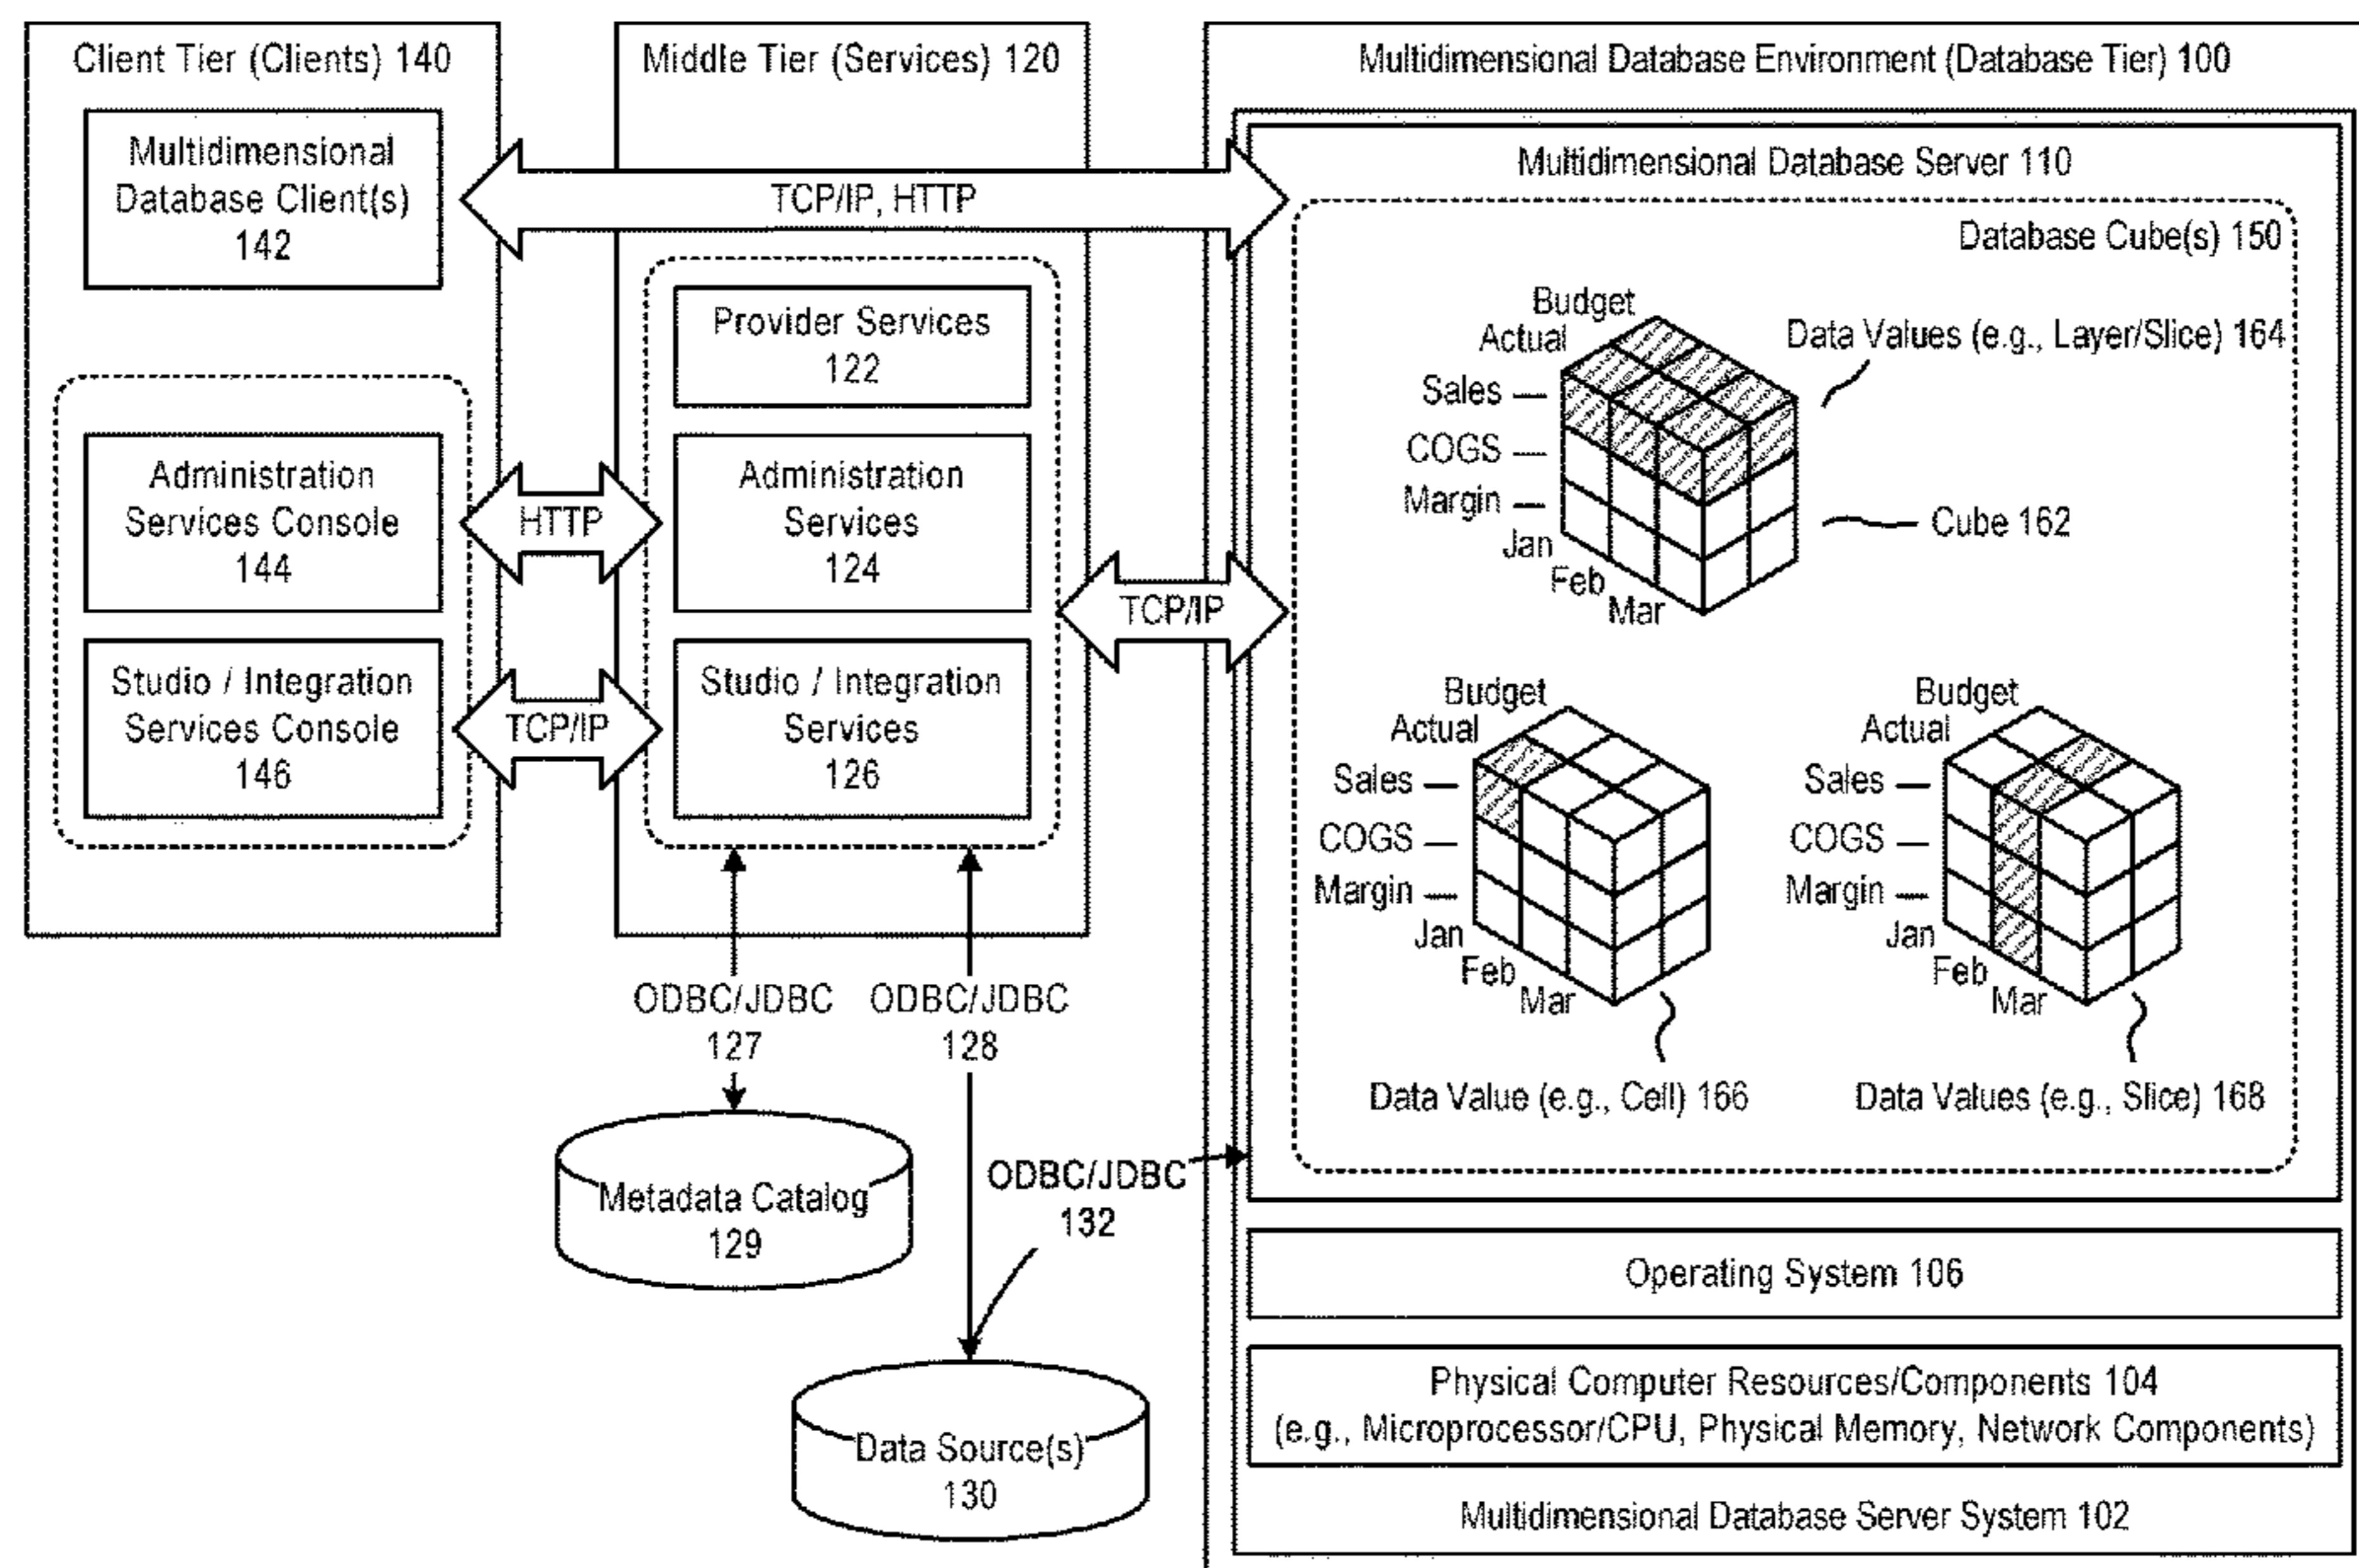 Client Tier (Clients) 140
Multidimensional
Database Client(s)
142
Administration
Services Console
144
Studio / Integration
Services Console
146
Middle Tier (Services) 120
TCP/IP, HTTP
Provider Services
122
Administration
Services
124
Studio / Integration
Services
126
HTTP
TCP/IP
TCP/IP
ODBC/JDBC
127
ODBC/JDBC
128
Metadata Catalog
129
ODBC/JDBC
132
Data Source(s)
130
Multidimensional Database Environment (Database Tier) 100
Multidimensional Database Server 110
Database Cube(s) 150
Budget
Actual
Sales
COGS
Margin
Jan
Feb
Mar
Data Values (e.g., Layer/Slice) 164
Cube 162
Budget
Actual
Sales
COGS
Margin
Jan
Feb
Mar
Data Value (e.g., Cell) 166
Budget
Actual
Sales
COGS
Margin
Jan
Feb
Mar
Data Values (e.g., Slice) 168
Operating System 106
Physical Computer Resources/Components 104
(e.g., Microprocessor/CPU, Physical Memory, Network Components)
Multidimensional Database Server System 102